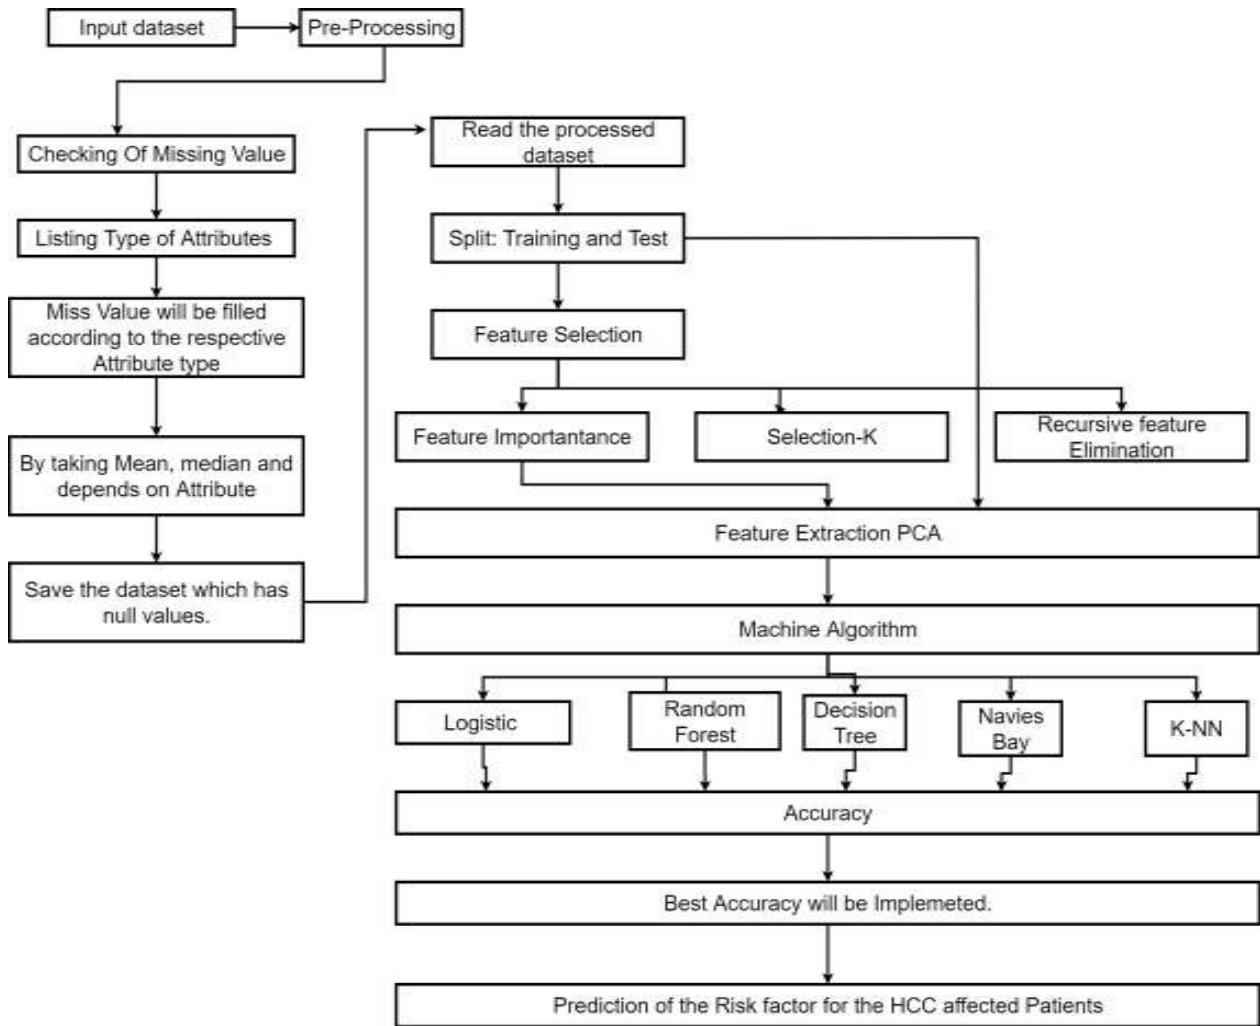 Input dataset
Pre-Processing
Checking Of Missing Value
Listing Type of Attributes
Miss Value will be filled
according to the respective
Attribute type
By taking Mean, median and
depends on Attribute
Save the dataset which has
null values.
Read the processed
dataset
Split: Training and Test
Feature Selection
Feature Importantance
Selection-K
Recursive feature
Elimination
Feature Extraction PCA
Machine Algorithm
Logistic
Random
Forest
Decision
Tree
Navies
Bay
K-NN
Accuracy
Best Accuracy will be Implemeted.
Prediction of the Risk factor for the HCC affected Patients